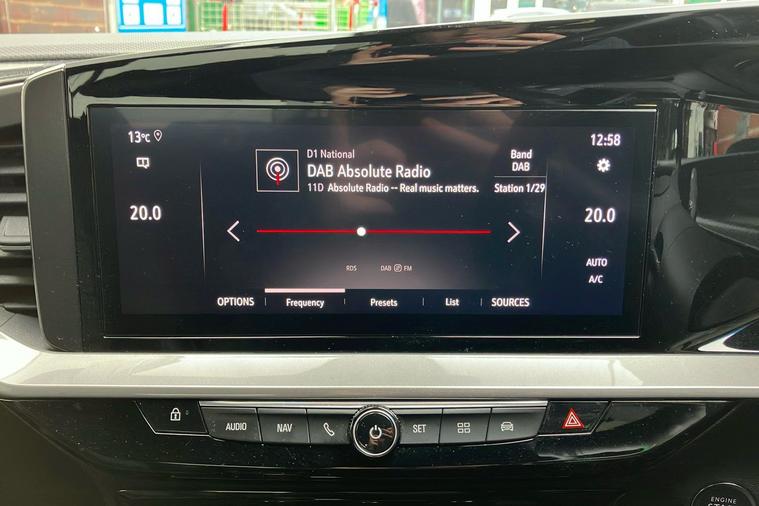 13°C
12:58
D1 National
DAB Absolute Radio
11D Absolute Radio -- Real music matters.
Band
DAB
Station 1/29
20.0
20.0
RDS
DAB FM
AUTO
A/C
OPTIONS
Frequency
Presets
List
SOURCES
AUDIO
NAV
SET
ENGINE